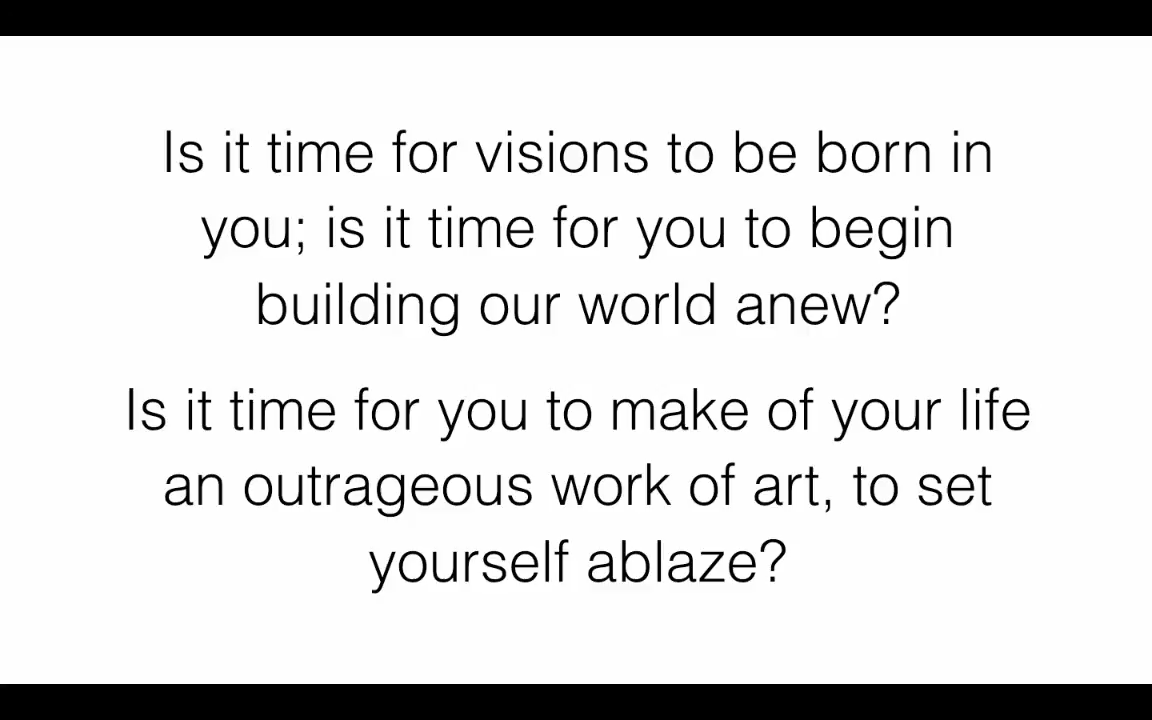 Is it time for visions to be born in
you; is it time for you to begin
building our world anew?
Is it time for you to make of your life
an outrageous work of art, to set
yourself ablaze?